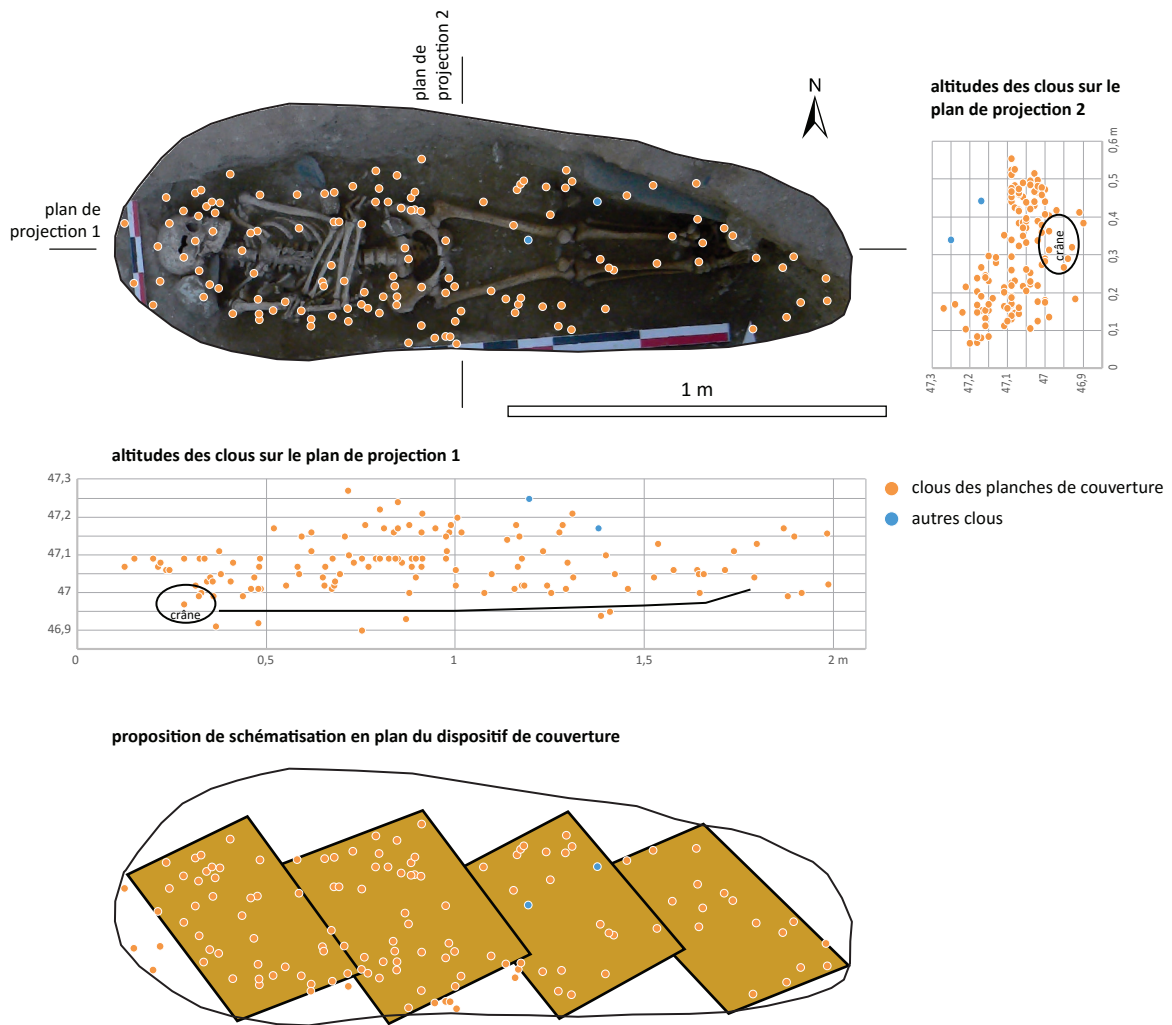 plan de
projection 2
N
altitudes des clous sur le
plan de projection 2
plan de
projection 1
0,6 m
0,5
0,4
0,3
0,2
0,1
0
crâne
47,3
47,2
47,1
47
46,9
1 m
altitudes des clous sur le plan de projection 1
47,3
47,2
47,1
47
46,9
crâne
0
0,5
1
1,5
2 m
clous des planches de couverture
autres clous
proposition de schématisation en plan du dispositif de couverture